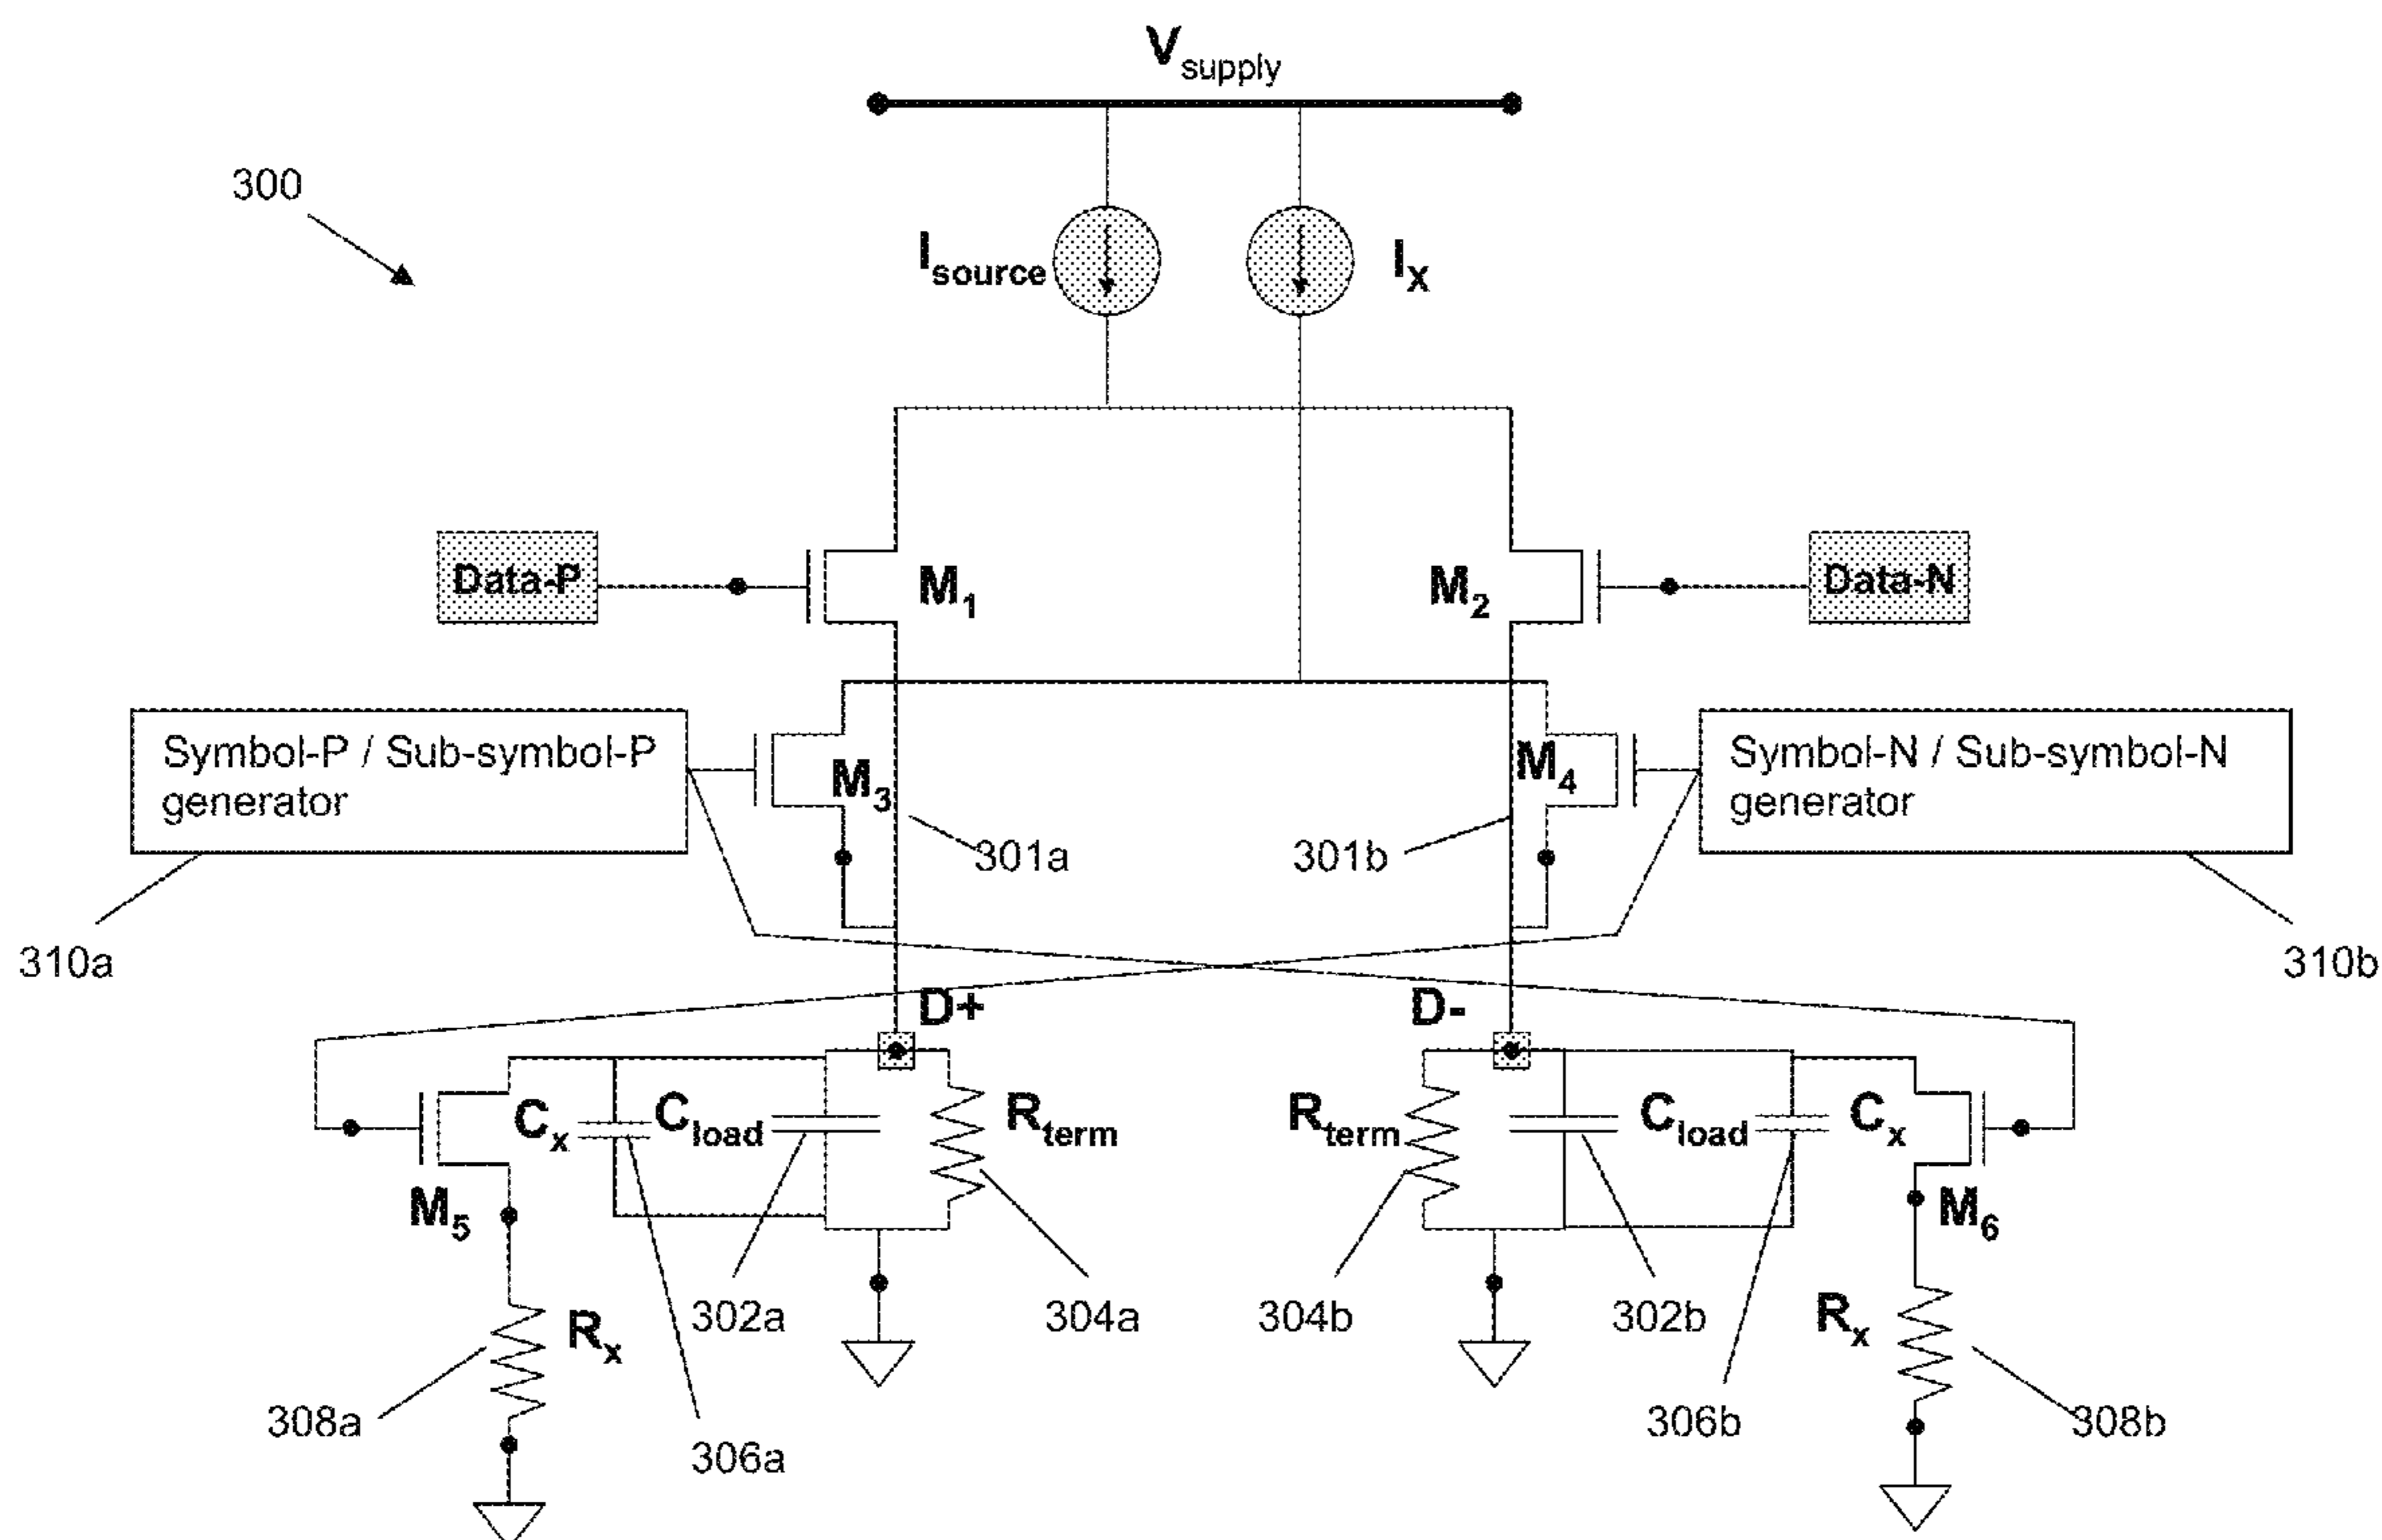 Vsupply
300
Isource
IX
Data-P
M1
M2
Data-N
Symbol-P / Sub-symbol-P
generator
M3
M4
Symbol-N / Sub-symbol-N
generator
301a
301b
310a
310b
D+
D-
Cx
Cload
Rterm
Rterm
Cload
Cx
M5
M6
302a
304a
304b
302b
Rx
Rx
308a
306a
306b
308b